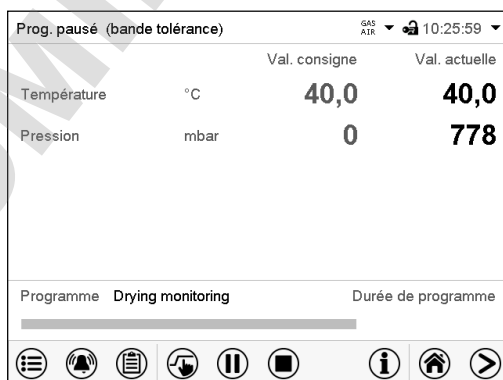 Prog. pausé (bande tolérance) GAS AIR 10:25:59
Val. consigne Val. actuelle
Température °C 40,0 40,0
Pression mbar 0 778
Programme Drying monitoring Durée de programme